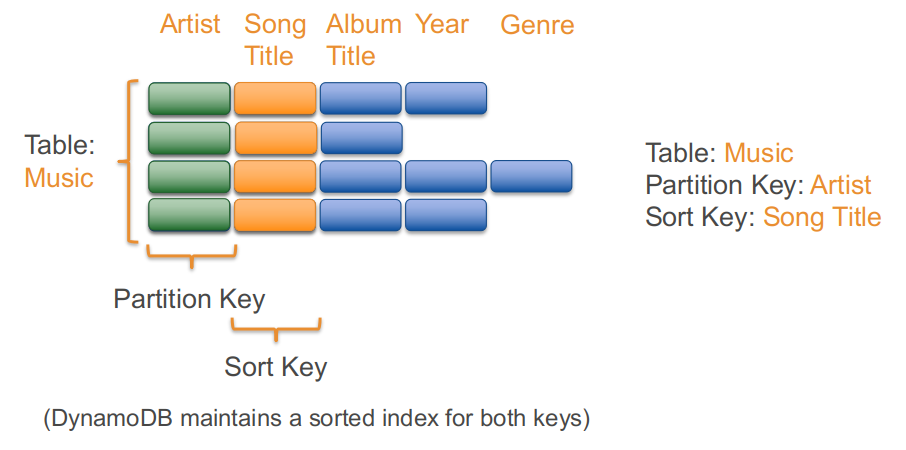 Artist
Song
Title
Album
Title
Year
Genre
Table:
Music
Table: Music
Partition Key: Artist
Sort Key: Song Title
Partition Key
Sort Key
(DynamoDB maintains a sorted index for both keys)